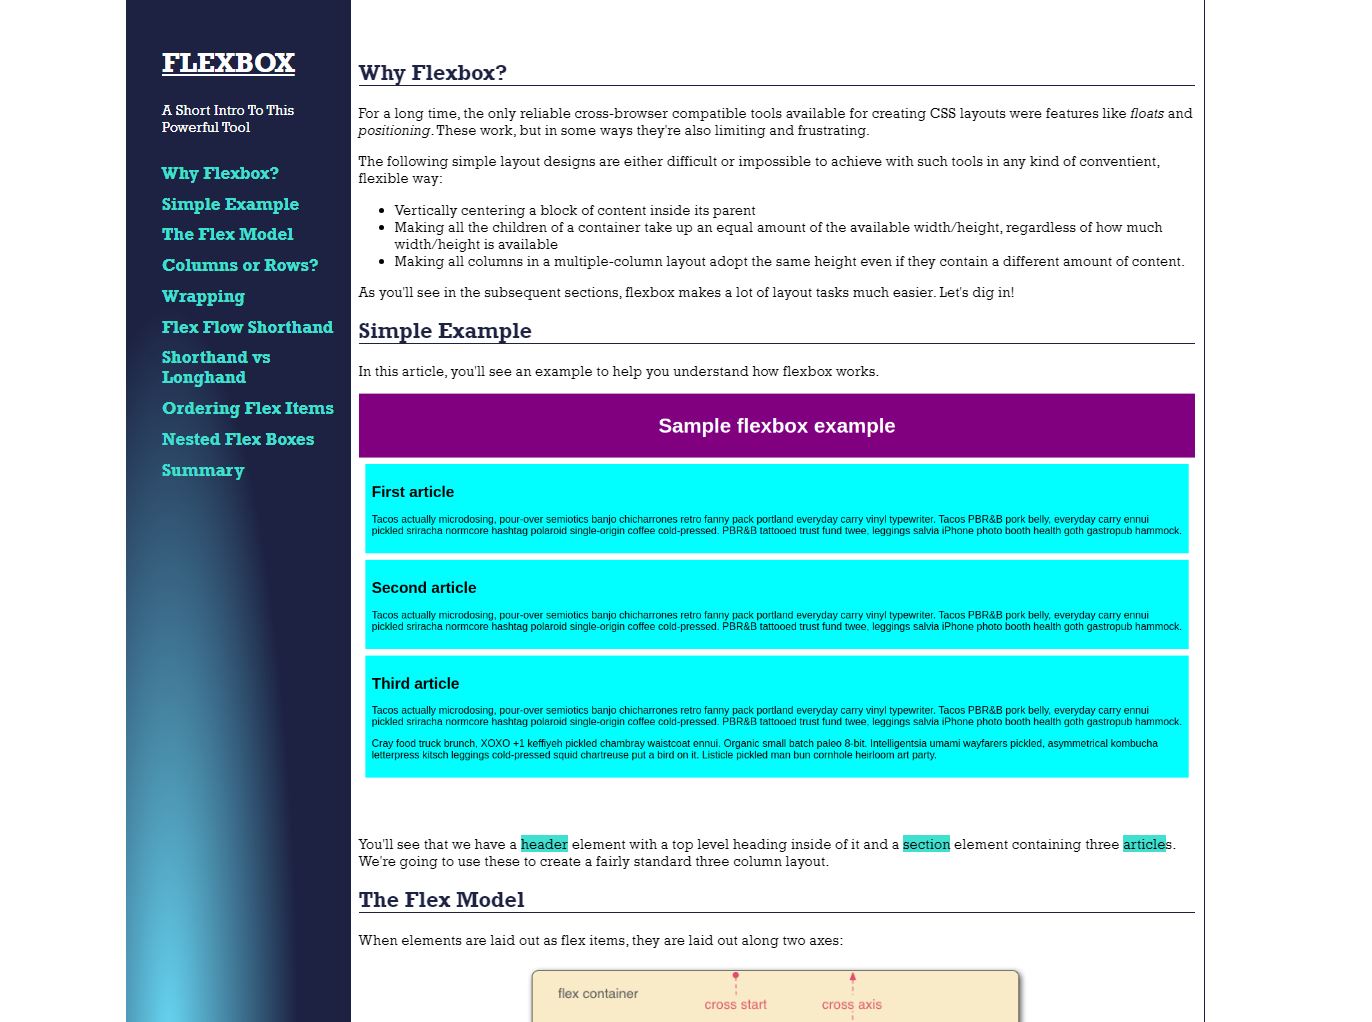 FLEXBOX
A Short Intro To This
Powerful Tool
Why Flexbox?
Simple Example
The Flex Model
Columns or Rows?
Wrapping
Flex Flow Shorthand
Shorthand vs
Longhand
Ordering Flex Items
Nested Flex Boxes
Summary
Why Flexbox?
For a long time, the only reliable cross-browser compatible tools available for creating CSS layouts were features like floats and
positioning. These work, but in some ways they're also limiting and frustrating.
The following simple layout designs are either difficult or impossible to achieve with such tools in any kind of conventient,
flexible way:
• Vertically centering a block of content inside its parent
• Making all the children of a container take up an equal amount of the available width/height, regardless of how much
width/height is available
• Making all columns in a multiple-column layout adopt the same height even if they contain a different amount of content.
As you'll see in the subsequent sections, flexbox makes a lot of layout tasks much easier. Let's dig in!
Simple Example
In this article, you'll see an example to help you understand how flexbox works.
Sample flexbox example
First article
Tacos actually microdosing, pour-over semiotics banjo chicharrones retro fanny pack portland everyday carry vinyl typewriter. Tacos PBR&B pork belly, everyday carry ennui
pickled sriracha normcore hashtag polaroid single-origin coffee cold-pressed. PBR&B tattooed trust fund twee, leggings salvia iPhone photo booth health goth gastropub hammock.
Second article
Tacos actually microdosing, pour-over semiotics banjo chicharrones retro fanny pack portland everyday carry vinyl typewriter. Tacos PBR&B pork belly, everyday carry ennui
pickled sriracha normcore hashtag polaroid single-origin coffee cold-pressed. PBR&B tattooed trust fund twee, leggings salvia iPhone photo booth health goth gastropub hammock.
Third article
Tacos actually microdosing, pour-over semiotics banjo chicharrones retro fanny pack portland everyday carry vinyl typewriter. Tacos PBR&B pork belly, everyday carry ennui
pickled sriracha normcore hashtag polaroid single-origin coffee cold-pressed. PBR&B tattooed trust fund twee, leggings salvia iPhone photo booth health goth gastropub hammock.
Cray food truck brunch, XOXO +1 keffiyeh pickled chambray waistcoat ennui. Organic small batch paleo 8-bit. Intelligentsia umami wayfarers pickled, asymmetrical kombucha
letterpress kitsch leggings cold-pressed squid chartreuse put a bird on it. Listicle pickled man bun cornhole heirloom art party.
You'll see that we have a header element with a top level heading inside of it and a section element containing three articles.
We're going to use these to create a fairly standard three column layout.
The Flex Model
When elements are laid out as flex items, they are laid out along two axes:
flex container
cross start
cross axis